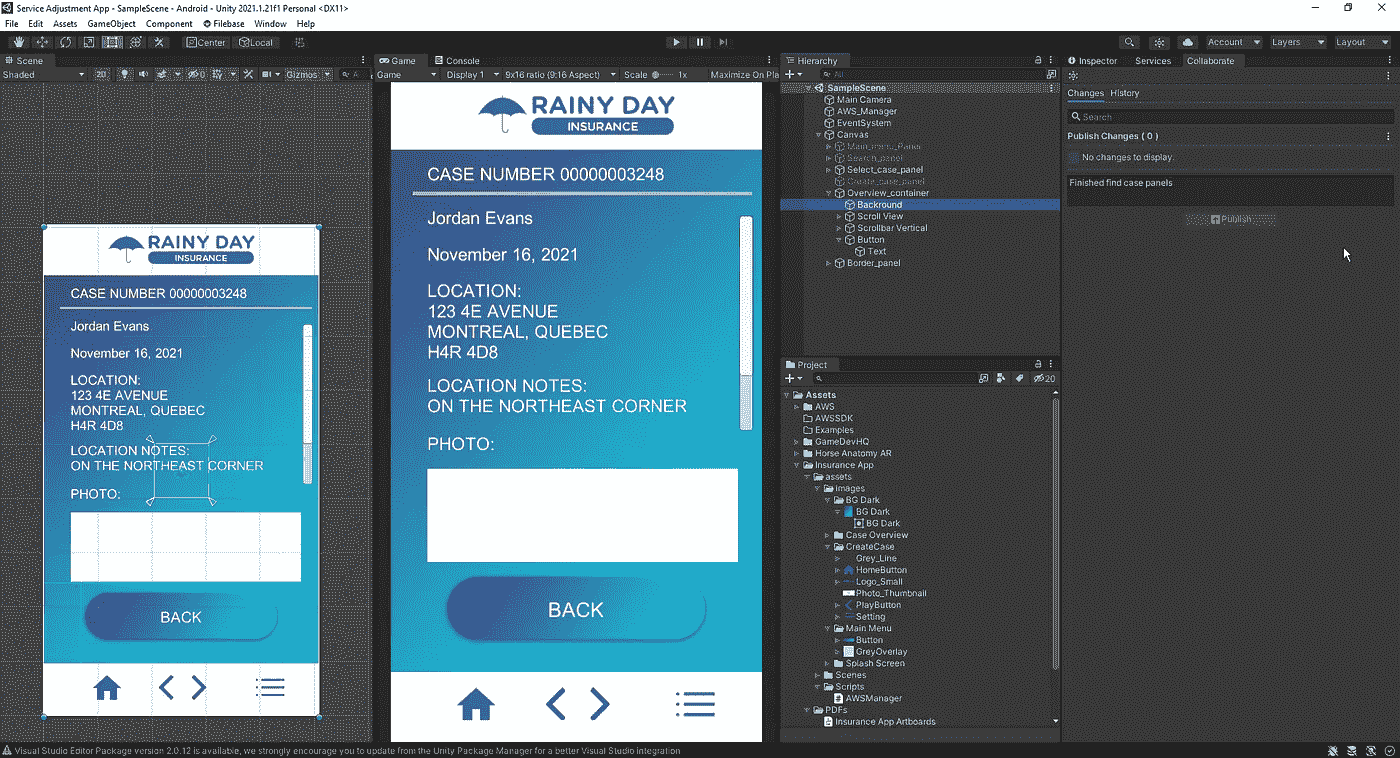 Service Adjustment App - SampleScene - Android - Unity 2021.1.21f1 Personal <DX11>
File Edit Assets GameObject Component Filebase Window Help
Center Local Account Layers Layout
Scene
Shaded 2D 0 Gizmos A
RAINY DAY
INSURANCE
CASE NUMBER 00000003248
Jordan Evans
November 16, 2021
LOCATION:
123 4E AVENUE
MONTREAL, QUEBEC
H4R 4D8
LOCATION NOTES:
ON THE NORTHEAST CORNER
PHOTO:
BACK
Game Console
Game Display 1 9x16 ratio (9:16 Aspect) Scale 1x Maximize On Pla
RAINY DAY
INSURANCE
CASE NUMBER 00000003248
Jordan Evans
November 16, 2021
LOCATION:
123 4E AVENUE
MONTREAL, QUEBEC
H4R 4D8
LOCATION NOTES:
ON THE NORTHEAST CORNER
PHOTO:
BACK
Hierarchy
All
SampleScene
Main Camera
AWS_Manager
EventSystem
Canvas
Main_menu_Panel
Search_panel
Select_case_panel
Create_case_panel
Overview_container
Backround
Scroll View
Scrollbar Vertical
Button
Text
Border_panel
Project
20
Assets
AWS
AWSSDK
Examples
GameDevHQ
Horse Anatomy AR
Insurance App
assets
images
BG Dark
BG Dark
BG Dark
Case Overview
CreateCase
Grey_Line
HomeButton
Logo_Small
Photo_Thumbnail
PlayButton
Setting
Main Menu
Button
GreyOverlay
Splash Screen
Scenes
Scripts
AWSManager
PDFs
Insurance App Artboards
Inspector Services Collaborate
Changes History
Search
Publish Changes ( 0 )
No changes to display.
Finished find case panels
Publish
Visual Studio Editor Package version 2.0.12 is available, we strongly encourage you to update from the Unity Package Manager for a better Visual Studio integration